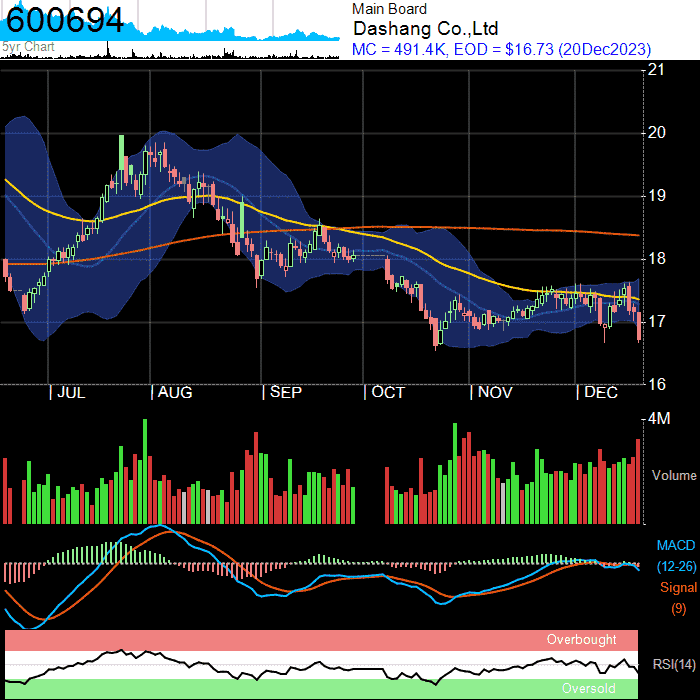 600694
5yr Chart
Main Board
Dashang Co.,Ltd
MC = 491.4K, EOD = $16.73 (20Dec2023)
21
20
19
18
17
16
JUL
AUG
SEP
OCT
NOV
DEC
4M
Volume
MACD
(12-26)
Signal
(9)
Overbought
RSI(14)
Oversold